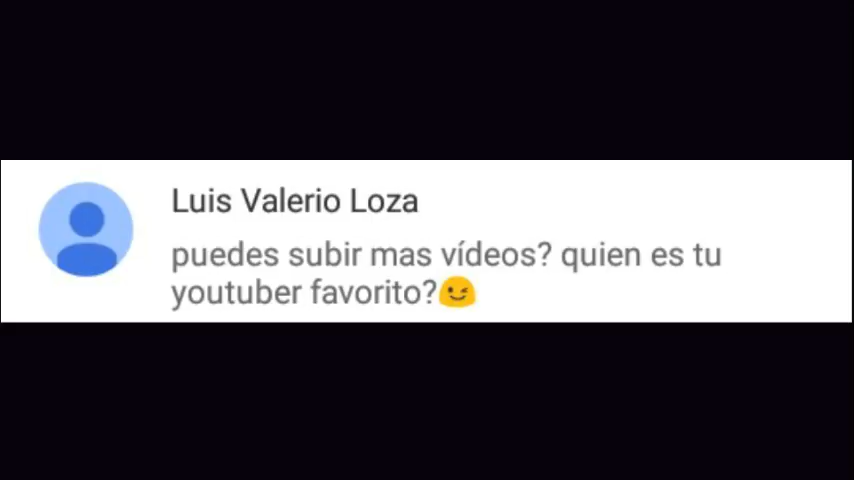 Luis Valerio Loza
puedes subir mas vídeos? quien es tu
youtuber favorito?😉